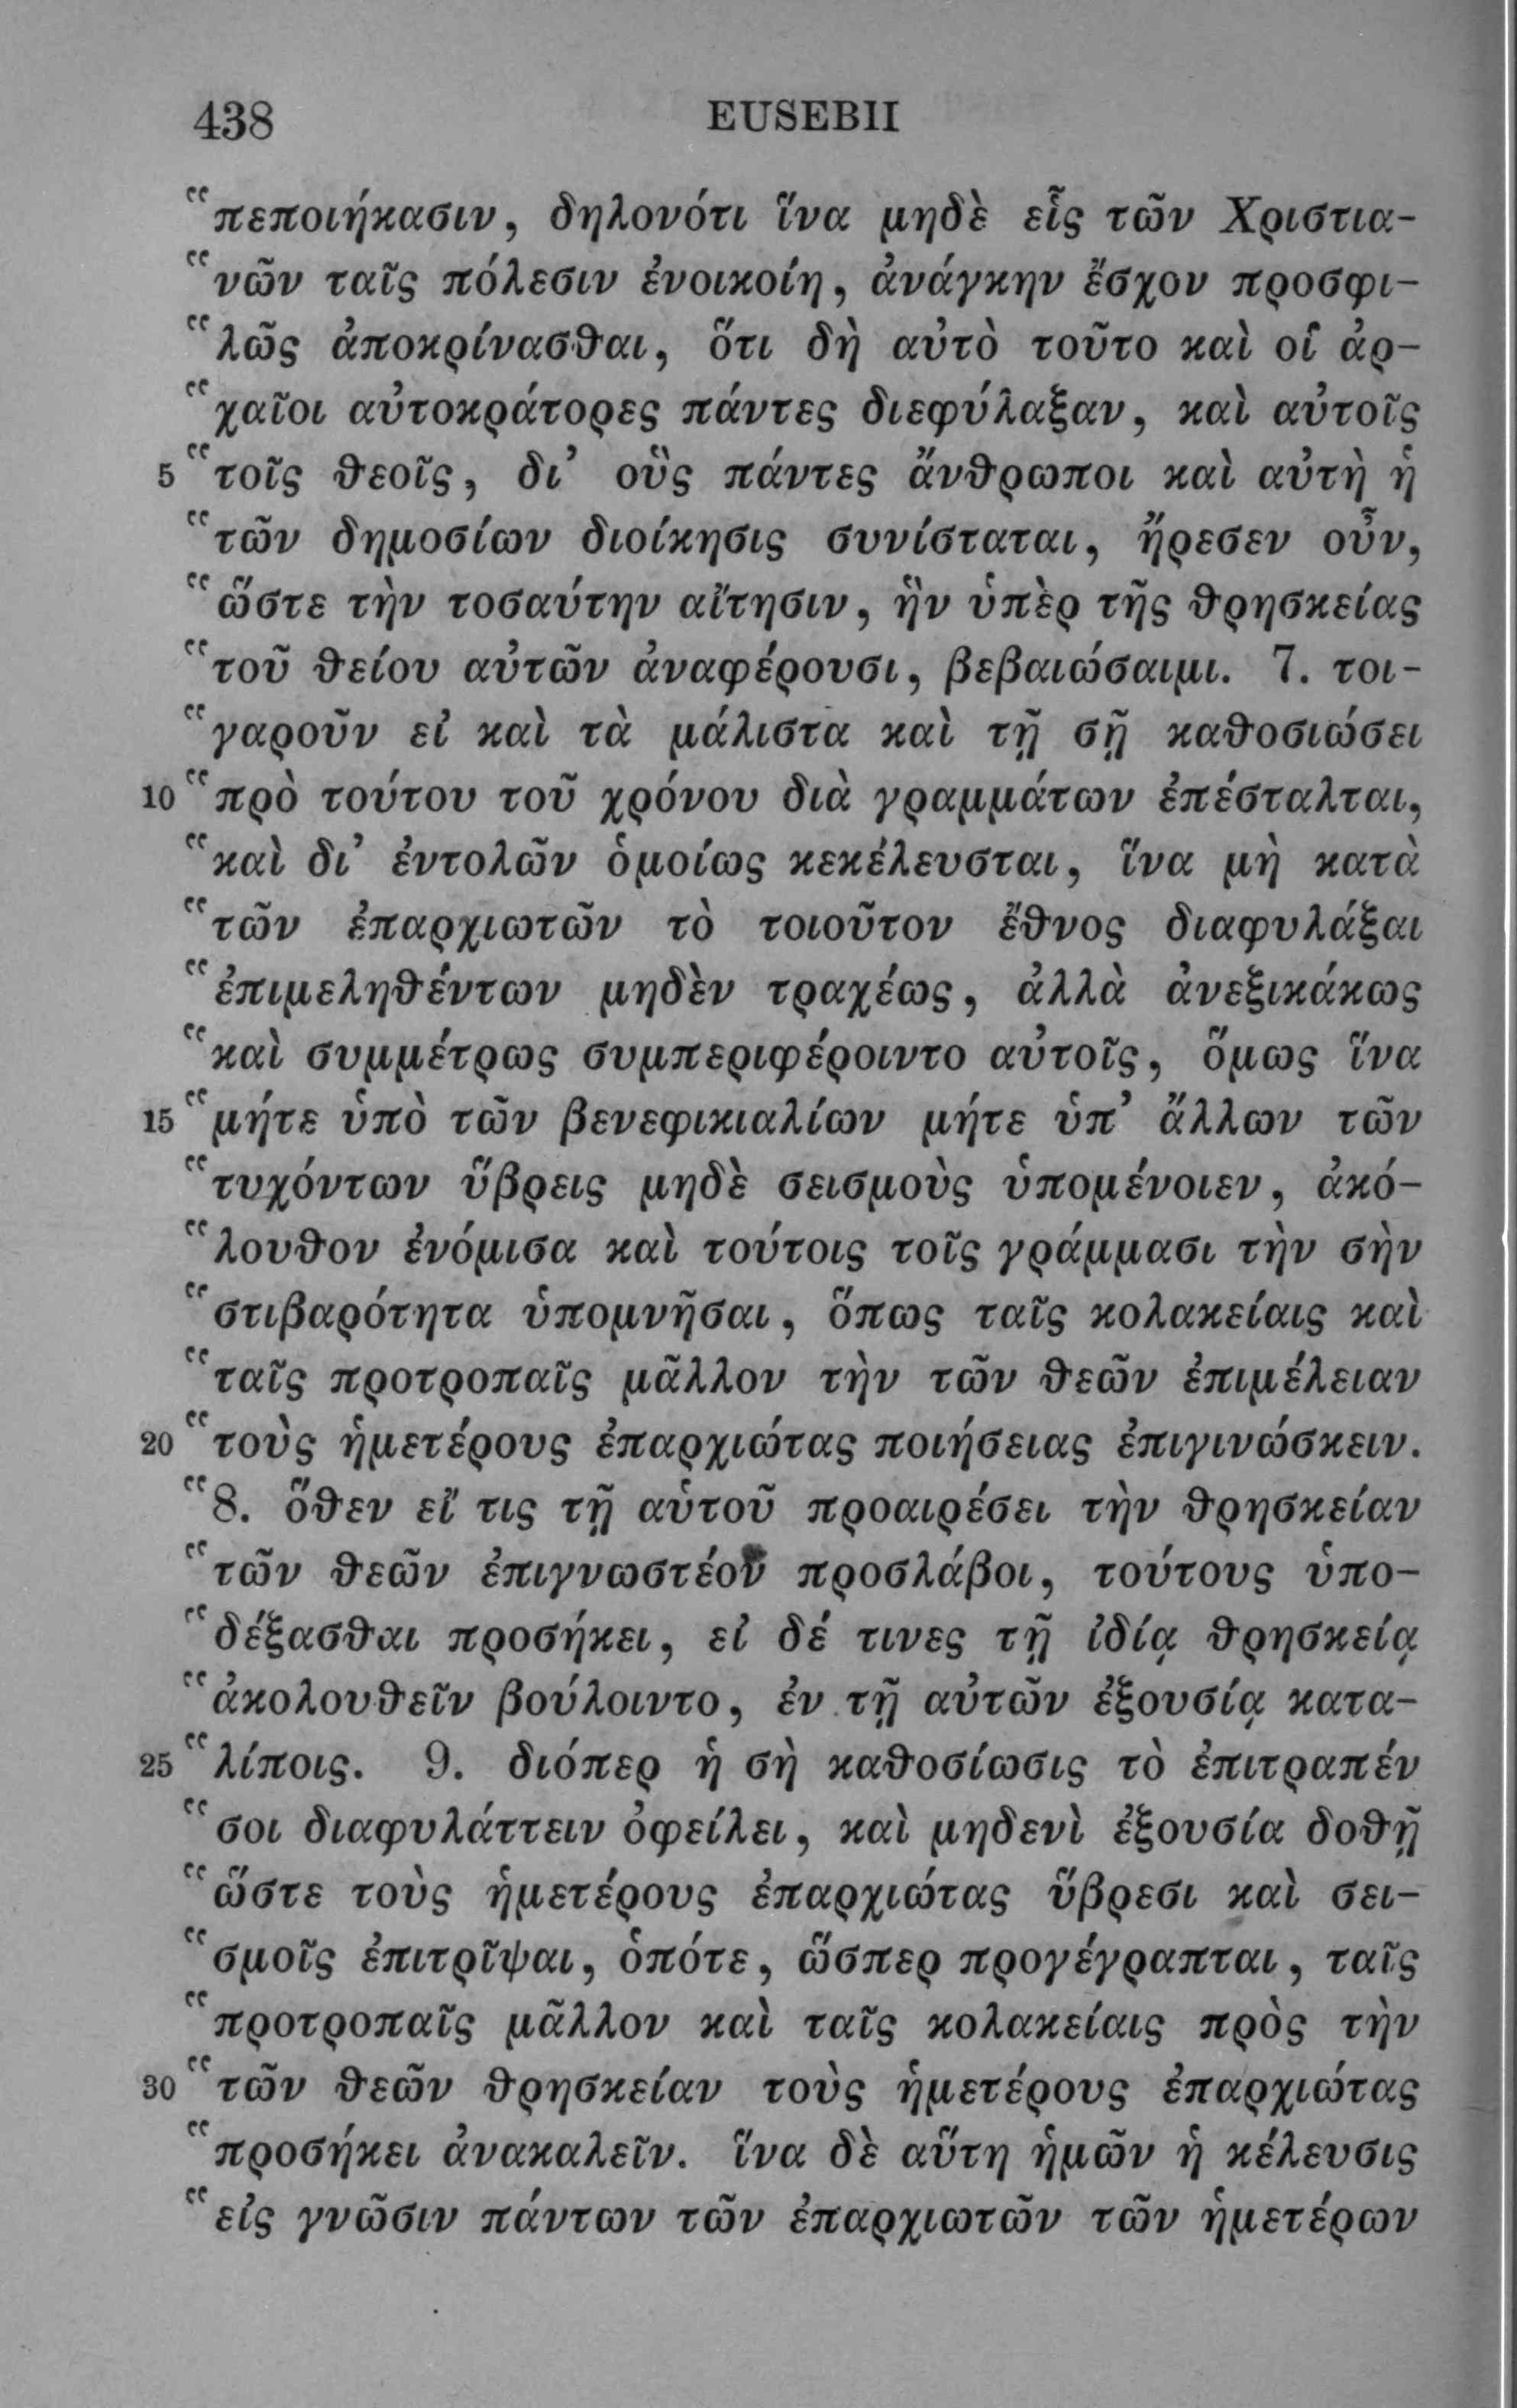 438 EUSEBII
“πεποιήκασιν, δηλονότι ἵνα μηδὲ εἷς τῶν Χριστια-
“νῶν ταῖς πόλεσιν ἐνοικοίη, ἀνάγκην ἔσχον προσφι-
“λῶς ἀποκρίνασθαι, ὅτι δὴ αὐτὸ τοῦτο καὶ οἱ ἀρ-
“χαῖοι αὐτοκράτορες πάντες διεφύλαξαν, καὶ αὐτοῖς
5 “τοῖς θεοῖς, δι’ οὓς πάντες ἄνθρωποι καὶ αὐτὴ ἡ
“τῶν δημοσίων διοίκησις συνίσταται, ἤρεσεν οὖν,
“ὥστε τὴν τοσαύτην αἴτησιν, ἣν ὑπὲρ τῆς θρησκείας
“τοῦ θείου αὐτῶν ἀναφέρουσι, βεβαιώσαιμι. 7. τοι-
“γαροῦν εἰ καὶ τὰ μάλιστα καὶ τῇ σῇ καθοσιώσει
10 “πρὸ τούτου τοῦ χρόνου διὰ γραμμάτων ἐπέσταλται,
“καὶ δι’ ἐντολῶν ὁμοίως κεκέλευσται, ἵνα μὴ κατὰ
“τῶν ἐπαρχιωτῶν τὸ τοιοῦτον ἔθνος διαφυλάξαι
“ἐπιμεληθέντων μηδὲν τραχέως, ἀλλὰ ἀνεξικάκως
“καὶ συμμέτρως συμπεριφέροιντο αὐτοῖς, ὅμως ἵνα
15 “μήτε ὑπὸ τῶν βενεφικιαλίων μήτε ὑπ’ ἄλλων τῶν
“τυχόντων ὕβρεις μηδὲ σεισμοὺς ὑπομένοιεν, ἀκό-
“λουθον ἐνόμισα καὶ τούτοις τοῖς γράμμασι τὴν σὴν
“στιβαρότητα ὑπομνῆσαι, ὅπως ταῖς κολακείαις καὶ
“ταῖς προτροπαῖς μᾶλλον τὴν τῶν θεῶν ἐπιμέλειαν
20 “τοὺς ἡμετέρους ἐπαρχιώτας ποιήσειας ἐπιγινώσκειν.
“8. ὅθεν εἴ τις τῇ αὑτοῦ προαιρέσει τὴν θρησκείαν
“τῶν θεῶν ἐπιγνωστέον προσλάβοι, τούτους ὑπο-
“δέξασθαι προσήκει, εἰ δέ τινες τῇ ἰδίᾳ θρησκείᾳ
“ἀκολουθεῖν βούλοιντο, ἐν τῇ αὐτῶν ἐξουσίᾳ κατα-
25 “λίποις. 9. διόπερ ἡ σὴ καθοσίωσις τὸ ἐπιτραπέν
“σοι διαφυλάττειν ὀφείλει, καὶ μηδενὶ ἐξουσία δοθῇ
“ὥστε τοὺς ἡμετέρους ἐπαρχιώτας ὕβρεσι καὶ σει-
“σμοῖς ἐπιτρῖψαι, ὁπότε, ὥσπερ προγέγραπται, ταῖς
“προτροπαῖς μᾶλλον καὶ ταῖς κολακείαις πρὸς τὴν
30 “τῶν θεῶν θρησκείαν τοὺς ἡμετέρους ἐπαρχιώτας
“προσήκει ἀνακαλεῖν. ἵνα δὲ αὕτη ἡμῶν ἡ κέλευσις
“εἰς γνῶσιν πάντων τῶν ἐπαρχιωτῶν τῶν ἡμετέρων